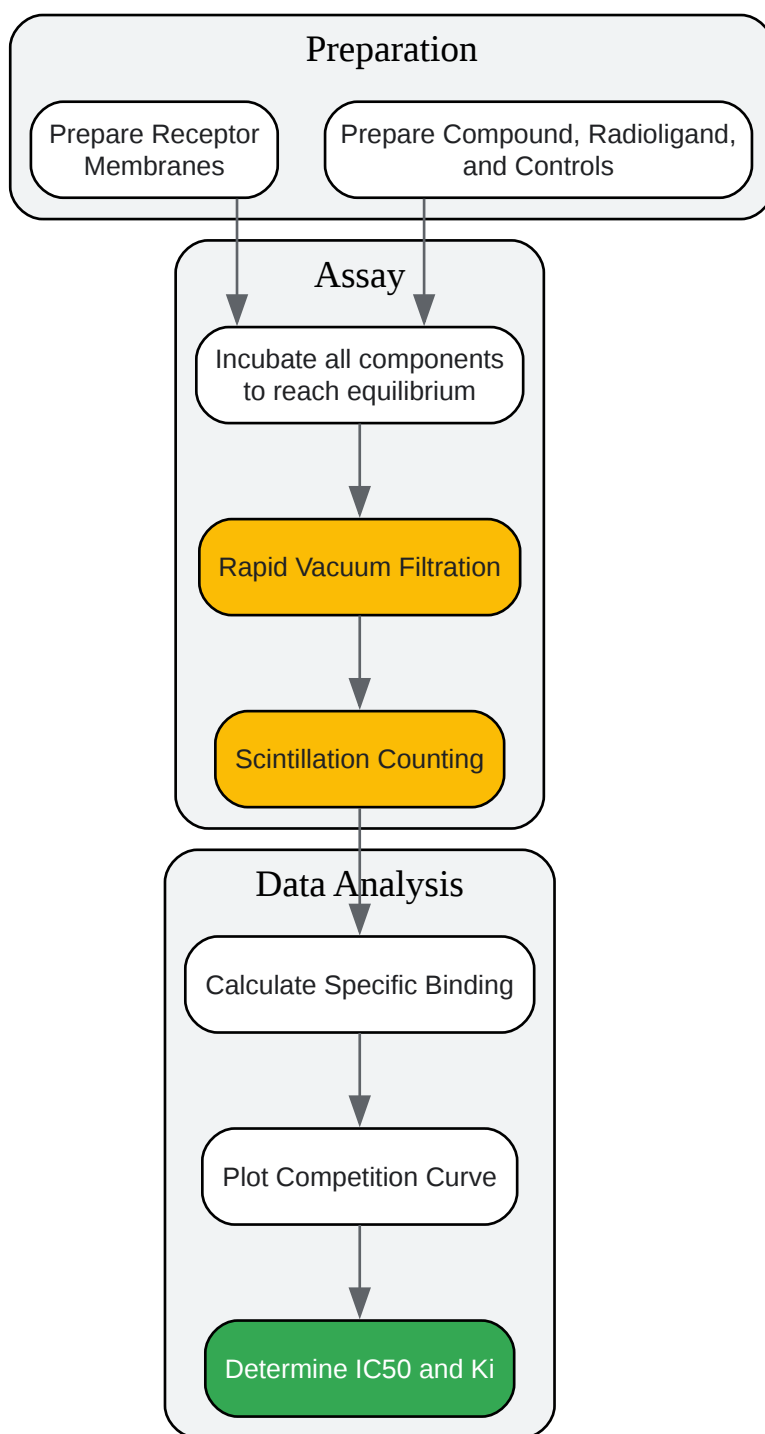 Preparation
Prepare Receptor
Membranes
Prepare Compound, Radioligand,
and Controls
Assay
Incubate all components
to reach equilibrium
Rapid Vacuum Filtration
Scintillation Counting
Data Analysis
Calculate Specific Binding
Plot Competition Curve
Determine IC50 and Ki